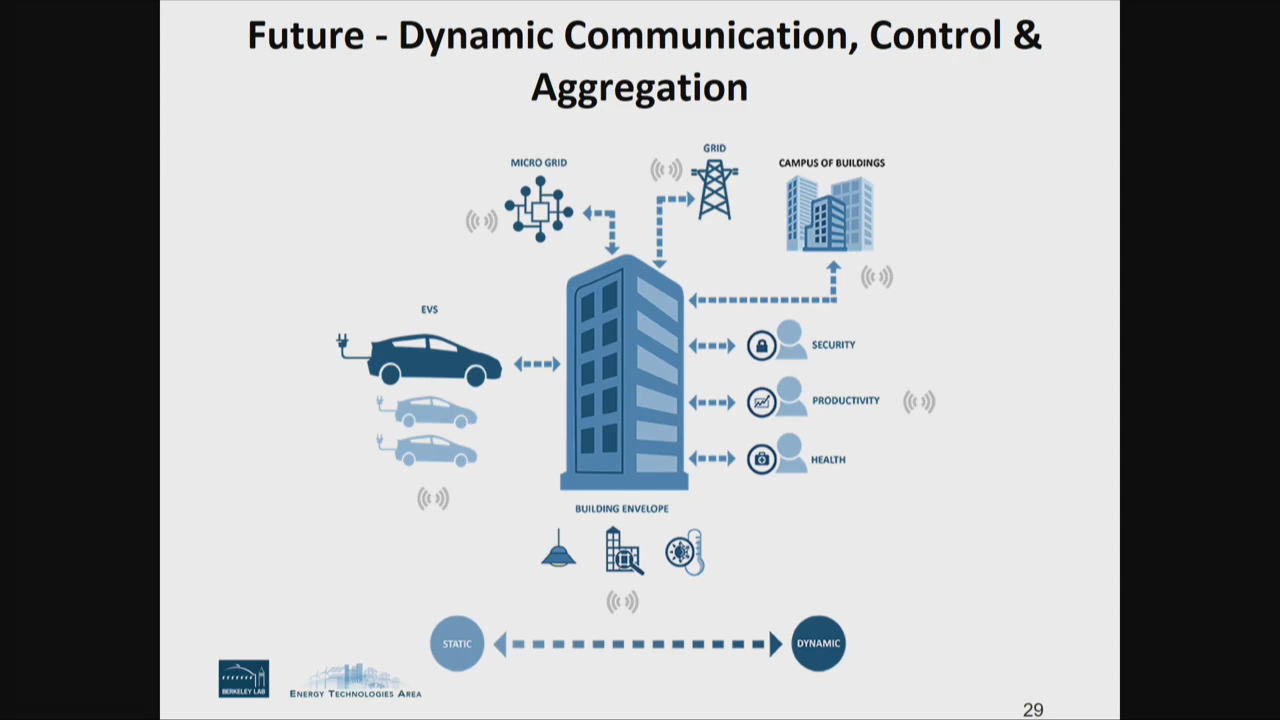 Future - Dynamic Communication, Control &
Aggregation
MICRO GRID
GRID
CAMPUS OF BUILDINGS
EVS
SECURITY
PRODUCTIVITY
HEALTH
BUILDING ENVELOPE
STATIC
DYNAMIC
BERKELEY LAB
ENERGY TECHNOLOGIES AREA
29